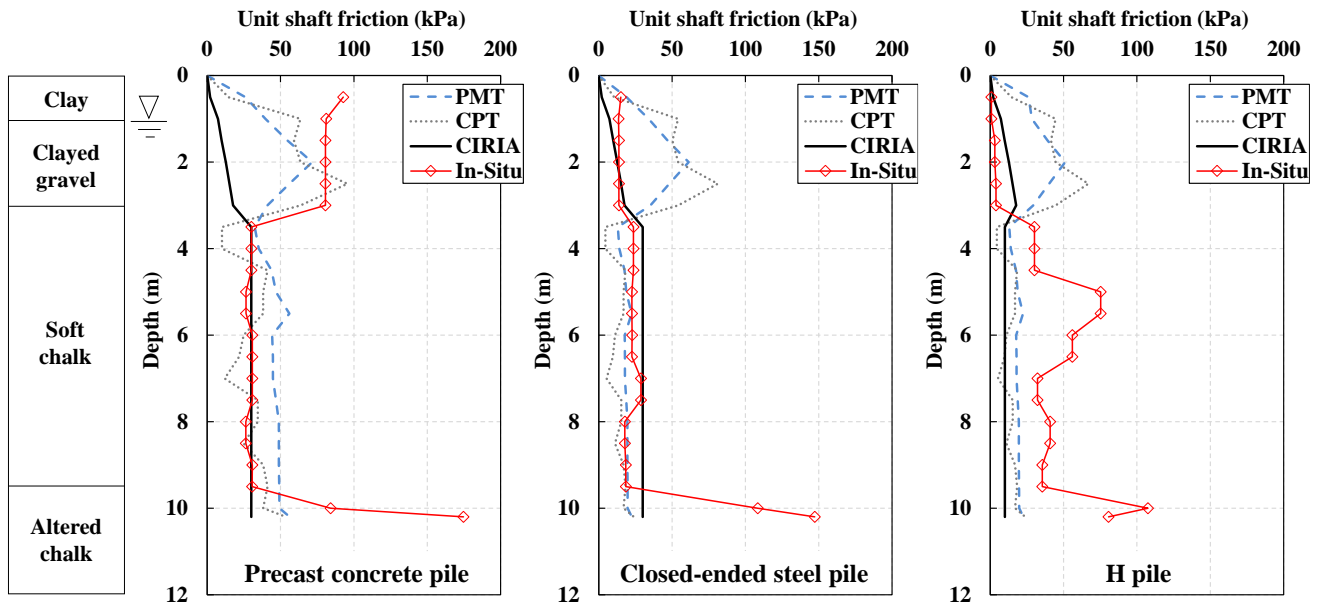 Unit shaft friction (kPa)
0 50 100 150 200
Unit shaft friction (kPa)
0 50 100 150 200
Unit shaft friction (kPa)
0 50 100 150 200
Clay
Clayed
gravel
Soft
chalk
Altered
chalk
Depth (m)
0
2
4
6
8
10
12
PMT
CPT
CIRIA
In-Situ
Precast concrete pile
Depth (m)
0
2
4
6
8
10
12
PMT
CPT
CIRIA
In-Situ
Closed-ended steel pile
Depth (m)
0
2
4
6
8
10
12
PMT
CPT
CIRIA
In-Situ
H pile